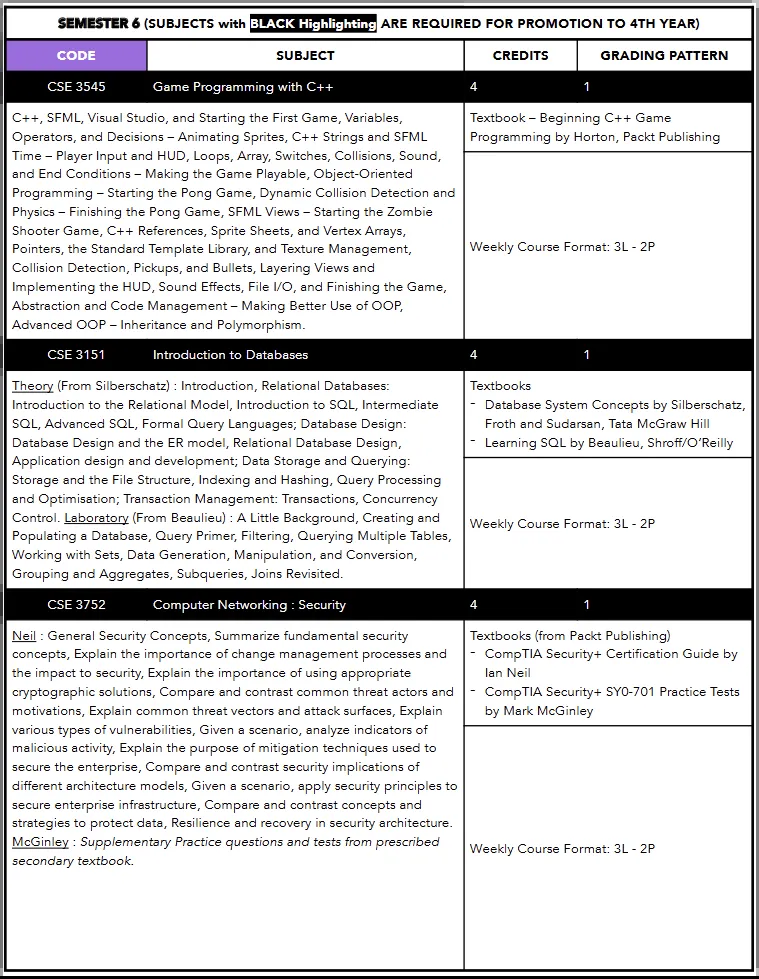 SEMESTER 6 (SUBJECTS with BLACK Highlighting ARE REQUIRED FOR PROMOTION TO 4TH YEAR)
CODE SUBJECT CREDITS GRADING PATTERN
CSE 3545 Game Programming with C++ 4 1
C++, SFML, Visual Studio, and Starting the First Game, Variables,
Operators, and Decisions – Animating Sprites, C++ Strings and SFML
Time – Player Input and HUD, Loops, Array, Switches, Collisions, Sound,
and End Conditions – Making the Game Playable, Object-Oriented
Programming – Starting the Pong Game, Dynamic Collision Detection and
Physics – Finishing the Pong Game, SFML Views – Starting the Zombie
Shooter Game, C++ References, Sprite Sheets, and Vertex Arrays,
Pointers, the Standard Template Library, and Texture Management,
Collision Detection, Pickups, and Bullets, Layering Views and
Implementing the HUD, Sound Effects, File I/O, and Finishing the Game,
Abstraction and Code Management – Making Better Use of OOP,
Advanced OOP – Inheritance and Polymorphism.
Textbook – Beginning C++ Game
Programming by Horton, Packt Publishing
Weekly Course Format: 3L - 2P
CSE 3151 Introduction to Databases 4 1
Theory (From Silberschatz) : Introduction, Relational Databases:
Introduction to the Relational Model, Introduction to SQL, Intermediate
SQL, Advanced SQL, Formal Query Languages; Database Design:
Database Design and the ER model, Relational Database Design,
Application design and development; Data Storage and Querying:
Storage and the File Structure, Indexing and Hashing, Query Processing
and Optimisation; Transaction Management: Transactions, Concurrency
Control. Laboratory (From Beaulieu) : A Little Background, Creating and
Populating a Database, Query Primer, Filtering, Querying Multiple Tables,
Working with Sets, Data Generation, Manipulation, and Conversion,
Grouping and Aggregates, Subqueries, Joins Revisited.
Textbooks
- Database System Concepts by Silberschatz,
Froth and Sudarsan, Tata McGraw Hill
- Learning SQL by Beaulieu, Shroff/O'Reilly
Weekly Course Format: 3L - 2P
CSE 3752 Computer Networking : Security 4 1
Neil : General Security Concepts, Summarize fundamental security
concepts, Explain the importance of change management processes and
the impact to security, Explain the importance of using appropriate
cryptographic solutions, Compare and contrast common threat actors and
motivations, Explain common threat vectors and attack surfaces, Explain
various types of vulnerabilities, Given a scenario, analyze indicators of
malicious activity, Explain the purpose of mitigation techniques used to
secure the enterprise, Compare and contrast security implications of
different architecture models, Given a scenario, apply security principles to
secure enterprise infrastructure, Compare and contrast concepts and
strategies to protect data, Resilience and recovery in security architecture.
McGinley : Supplementary Practice questions and tests from prescribed
secondary textbook.
Textbooks (from Packt Publishing)
- CompTIA Security+ Certification Guide by
Ian Neil
- CompTIA Security+ SY0-701 Practice Tests
by Mark McGinley
Weekly Course Format: 3L - 2P